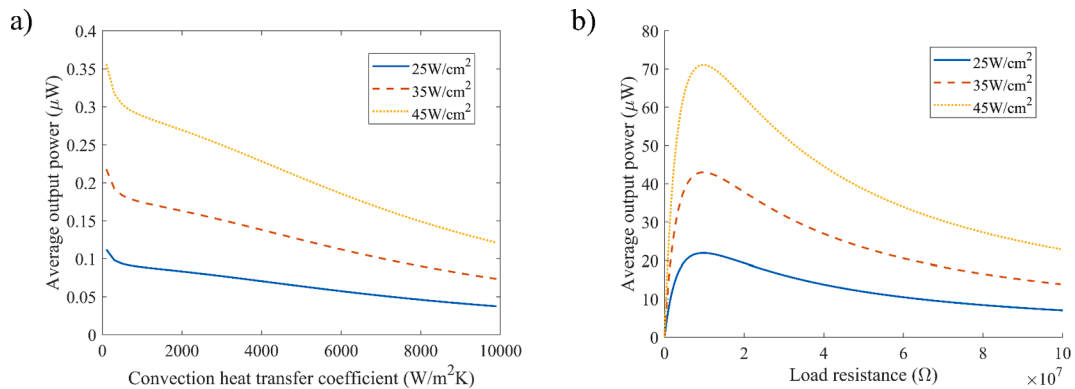 a)
Average output power (μW)
0.4
0.35
0.3
0.25
0.2
0.15
0.1
0.05
0
25W/cm²
35W/cm²
45W/cm²
0 2000 4000 6000 8000 10000
Convection heat transfer coefficient (W/m²K)
b)
Average output power (μW)
80
70
60
50
40
30
20
10
0
25W/cm²
35W/cm²
45W/cm²
0 2 4 6 8 10
×10⁷
Load resistance (Ω)